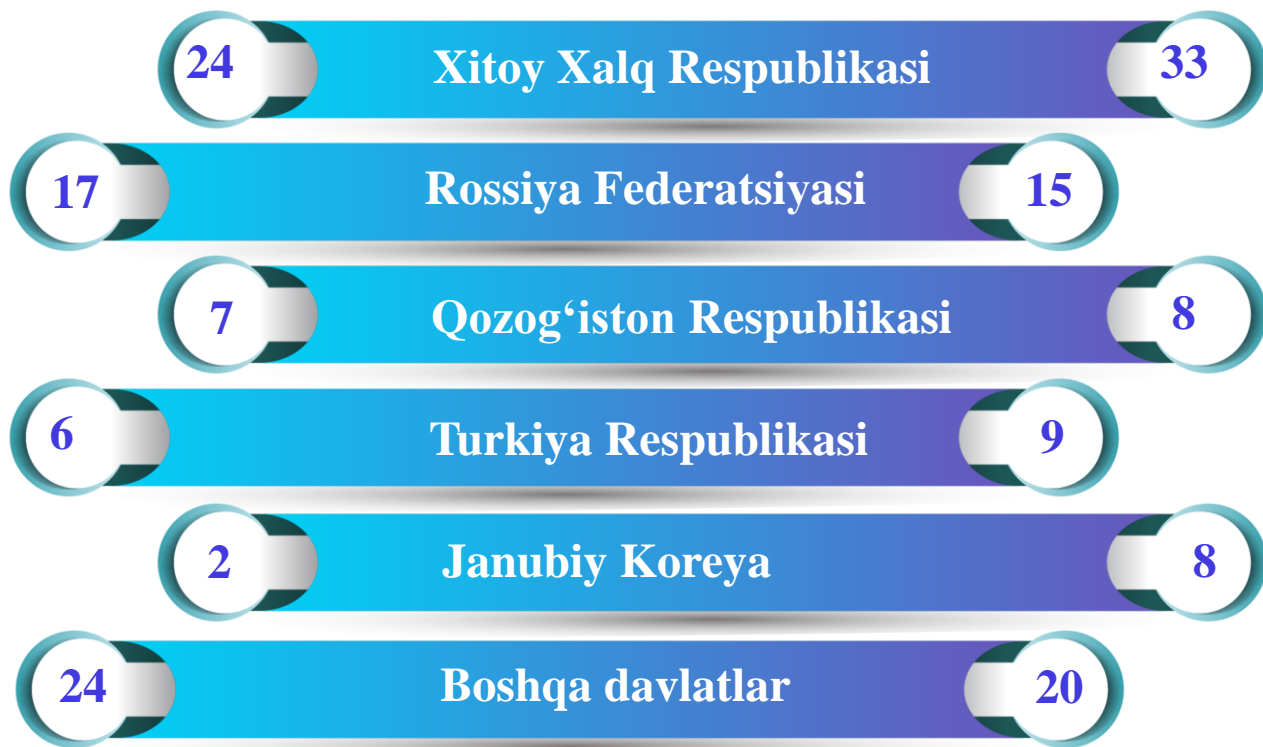 24 Xitoy Xalq Respublikasi 33
17 Rossiya Federatsiyasi 15
7 Qozog‘iston Respublikasi 8
6 Turkiya Respublikasi 9
2 Janubiy Koreya 8
24 Boshqa davlatlar 20